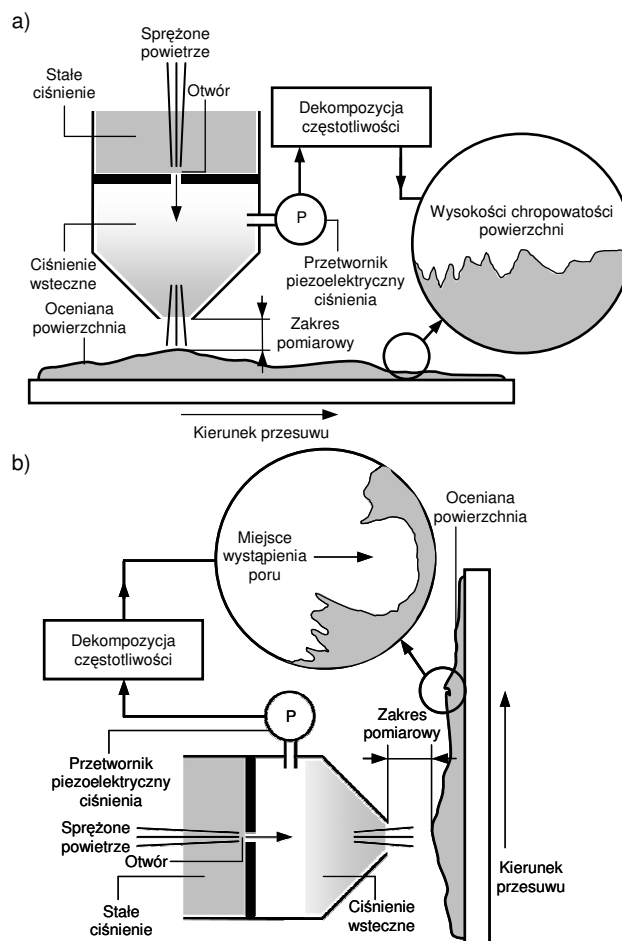 a)
Sprężone
powietrze
Stałe
ciśnienie
Otwór
Dekompozycja
częstotliwości
P
Wysokości chropowatości
powierzchni
Ciśnienie
wsteczne
Przetwornik
piezoelektryczny
ciśnienia
Oceniana
powierzchnia
Zakres
pomiarowy
Kierunek przesuwu
b)
Oceniana
powierzchnia
Miejsce
wystąpienia
poru
Dekompozycja
częstotliwości
P
Zakres
pomiarowy
Przetwornik
piezoelektryczny
ciśnienia
Sprężone
powietrze
Otwór
Stałe
ciśnienie
Ciśnienie
wsteczne
Kierunek
przesuwu